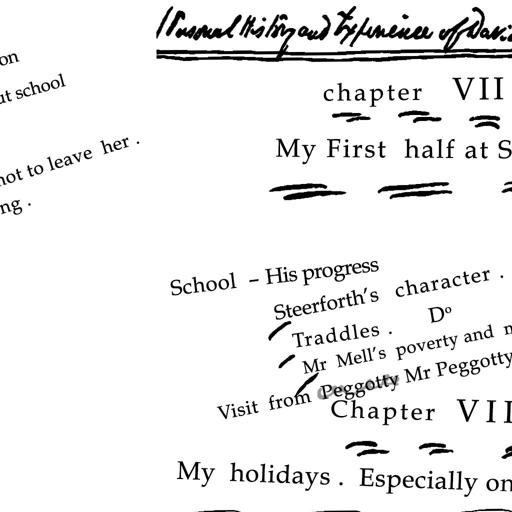 Personal History and Experience of Davi
on
ut school
not to leave her .
ng .
chapter VII
My First half at S
School – His progress
Steerforth's character .
Traddles . Dº
Mr Mell's poverty and
Visit from Peggotty Mr Peggotty
Chapter VII
My holidays . Especially on